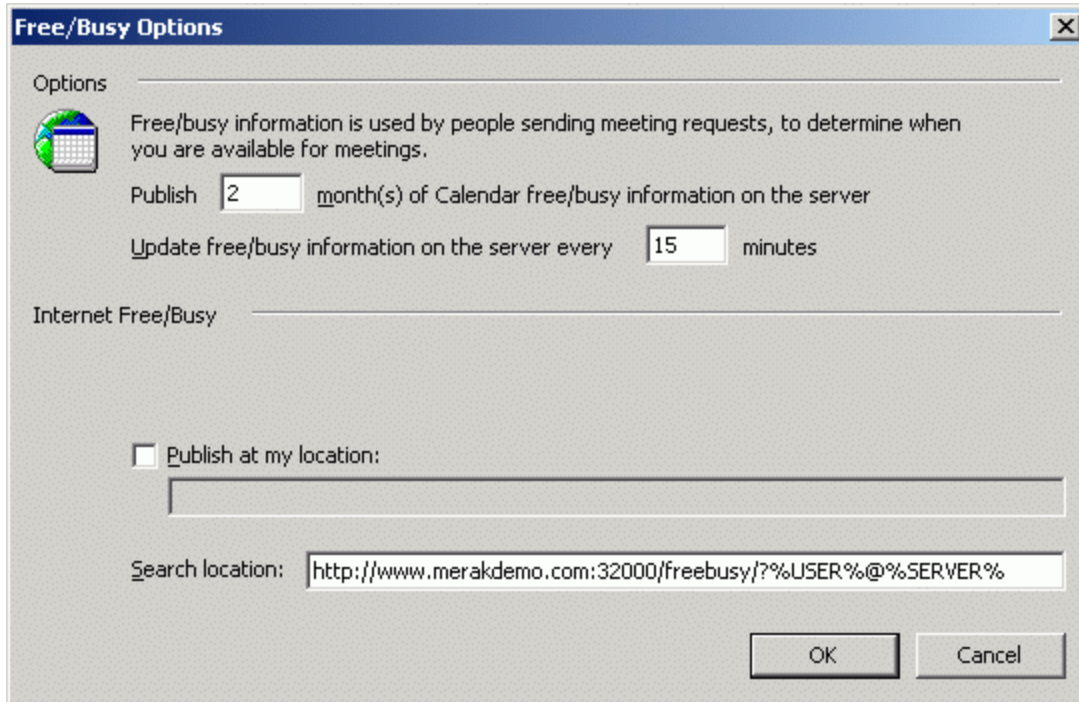 Free/Busy Options
Options
Free/busy information is used by people sending meeting requests, to determine when
you are available for meetings.
Publish 2 month(s) of Calendar free/busy information on the server
Update free/busy information on the server every 15 minutes
Internet Free/Busy
Publish at my location:
Search location: http://www.merakdemo.com:32000/freebusy/?%USER%@%SERVER%
OK Cancel